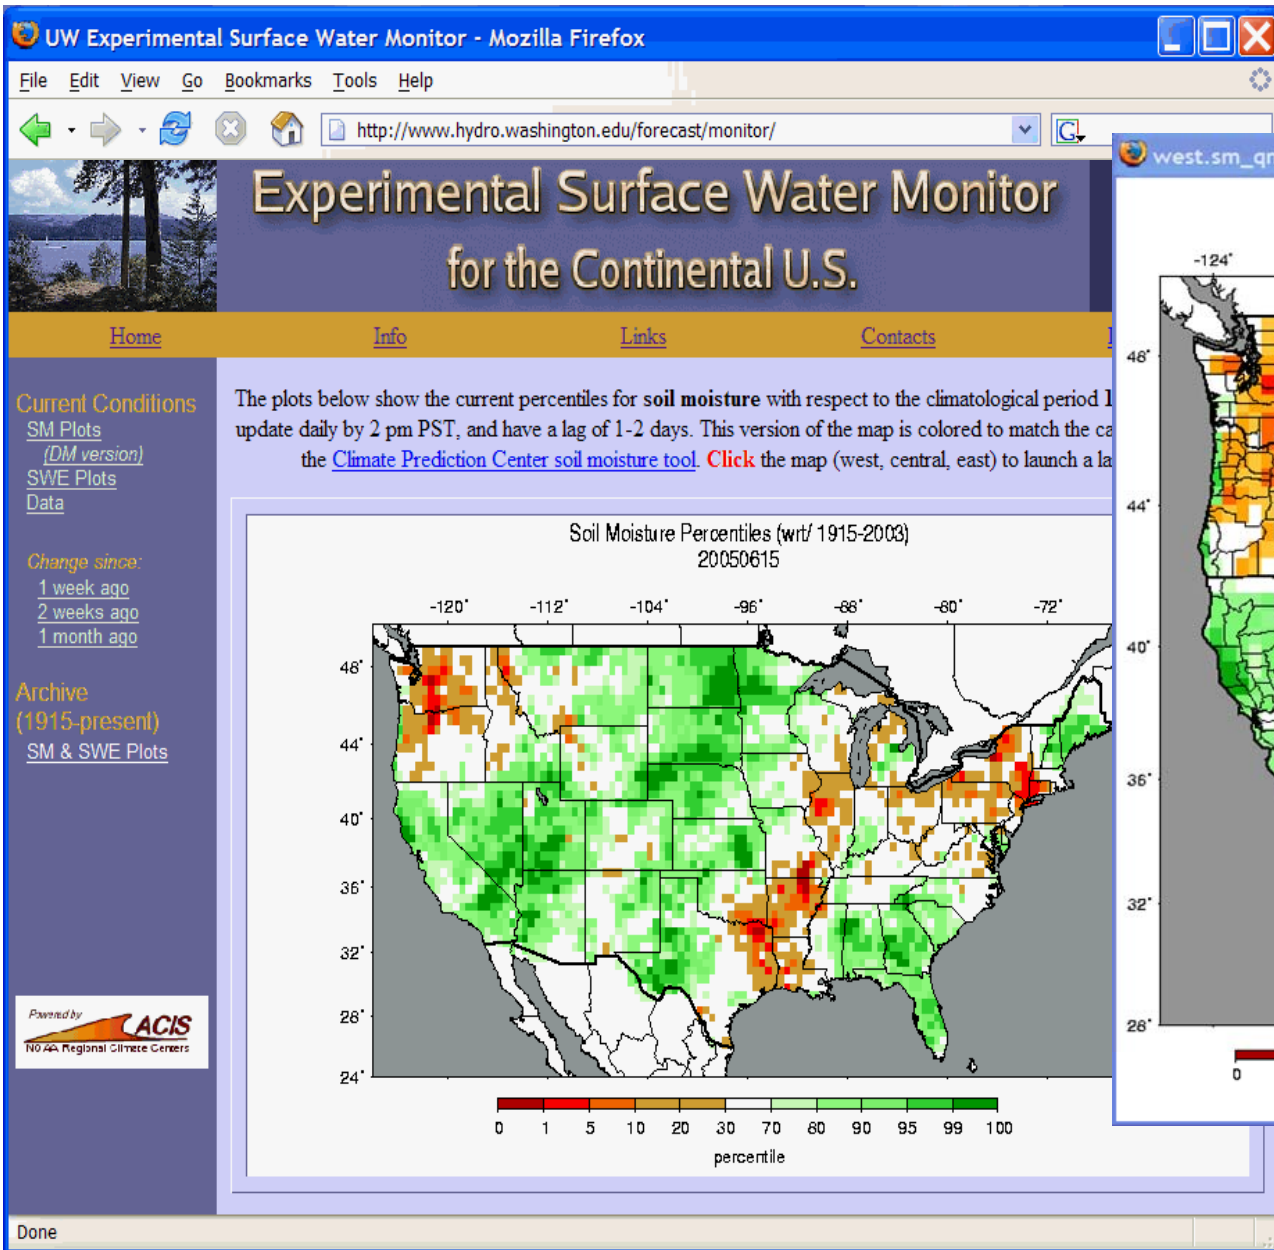 UW Experimental Surface Water Monitor - Mozilla Firefox
File Edit View Go Bookmarks Tools Help
http://www.hydro.washington.edu/forecast/monitor/
G
west.sm_
Experimental Surface Water Monitor
for the Continental U.S.
Home Info Links Contacts
Current Conditions
SM Plots
(DM version)
SWE Plots
Data
Change since:
1 week ago
2 weeks ago
1 month ago
Archive
(1915-present)
SM & SWE Plots
Powered by
ACIS
NOAA Regional Climate Centers
The plots below show the current percentiles for soil moisture with respect to the climatological period 1
update daily by 2 pm PST, and have a lag of 1-2 days. This version of the map is colored to match the ca
the Climate Prediction Center soil moisture tool. Click the map (west, central, east) to launch a la
Soil Moisture Percentiles (wrt/ 1915-2003)
20050615
-120° -112° -104° -96° -88° -80° -72°
48°
44°
40°
36°
32°
28°
24°
0 1 5 10 20 30 70 80 90 95 99 100
percentile
-124°
48°
44°
40°
36°
32°
28°
0
Done